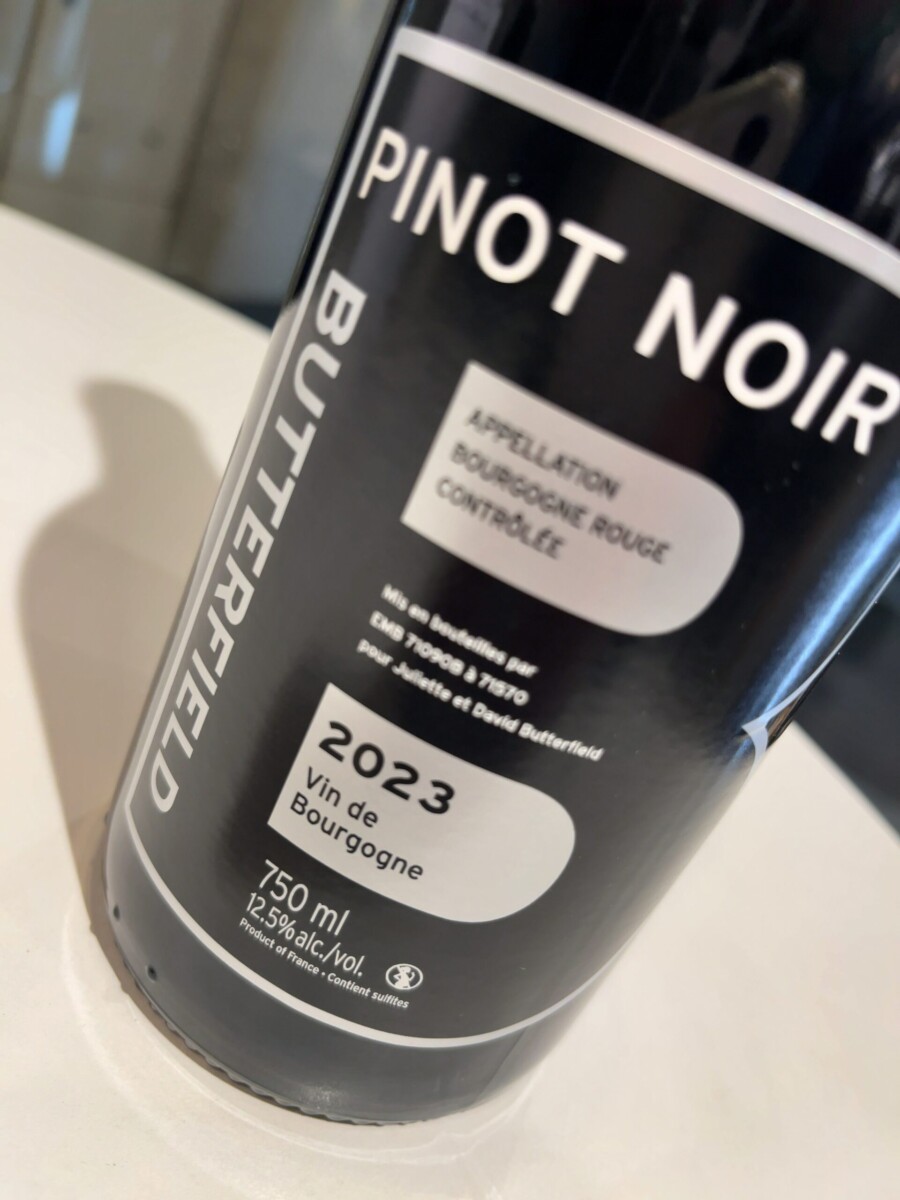 PINOT NOIR
BUTTERFIELD
APPELLATION
BOURGOGNE ROUGE
CONTRÔLÉE
Mis en bouteilles par
EMB 71090B à 71570
pour Juliette et David Butterfield
2023
Vin de
Bourgogne
750 ml
12.5%alc./vol.
Product of France • Contient sulfites